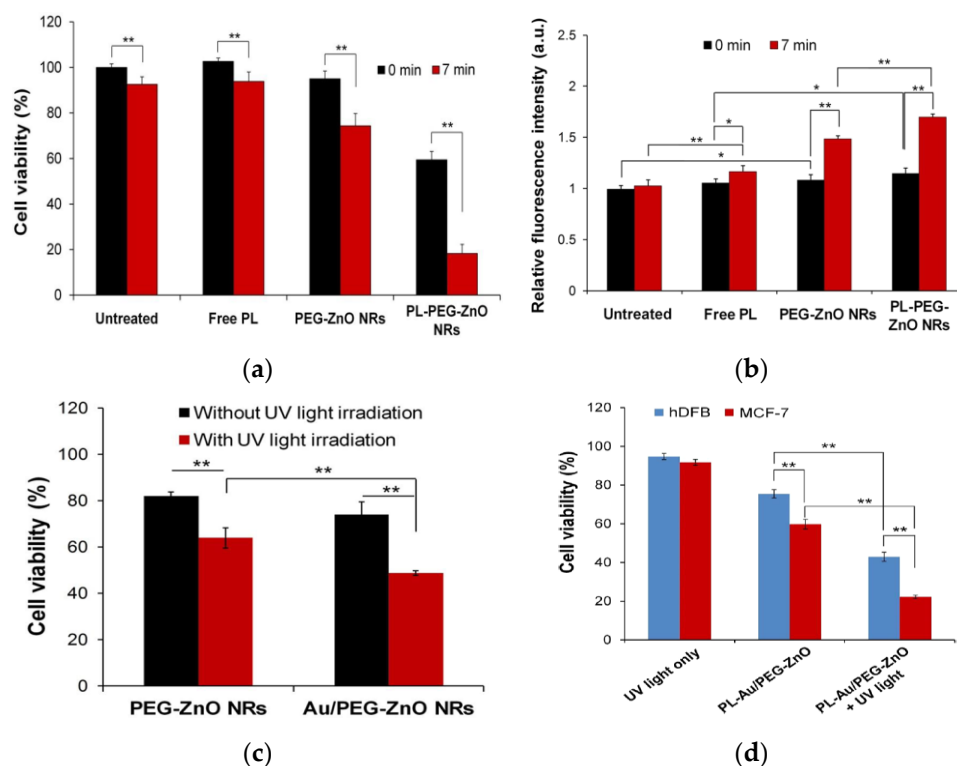 120
100
80
60
40
20
0
Cell viability (%)
** ** ** **
0 min 7 min
Untreated Free PL PEG-ZnO NRs PL-PEG-ZnO
NRs
(a)
2.5
2
1.5
1
0.5
0
Relative fluorescence intensity (a.u.)
0 min 7 min
**
*
** * ** **
*
Untreated Free PL PEG-ZnO NRs PL-PEG-
ZnO NRs
(b)
120
100
80
60
40
20
0
Cell viability (%)
Without UV light irradiation
With UV light irradiation
** ** **
PEG-ZnO NRs Au/PEG-ZnO NRs
(c)
120
100
80
60
40
20
0
Cell viability (%)
hDFB MCF-7
**
**
**
**
UV light only
PL-Au/PEG-ZnO
PL-Au/PEG-ZnO
+ UV light
(d)